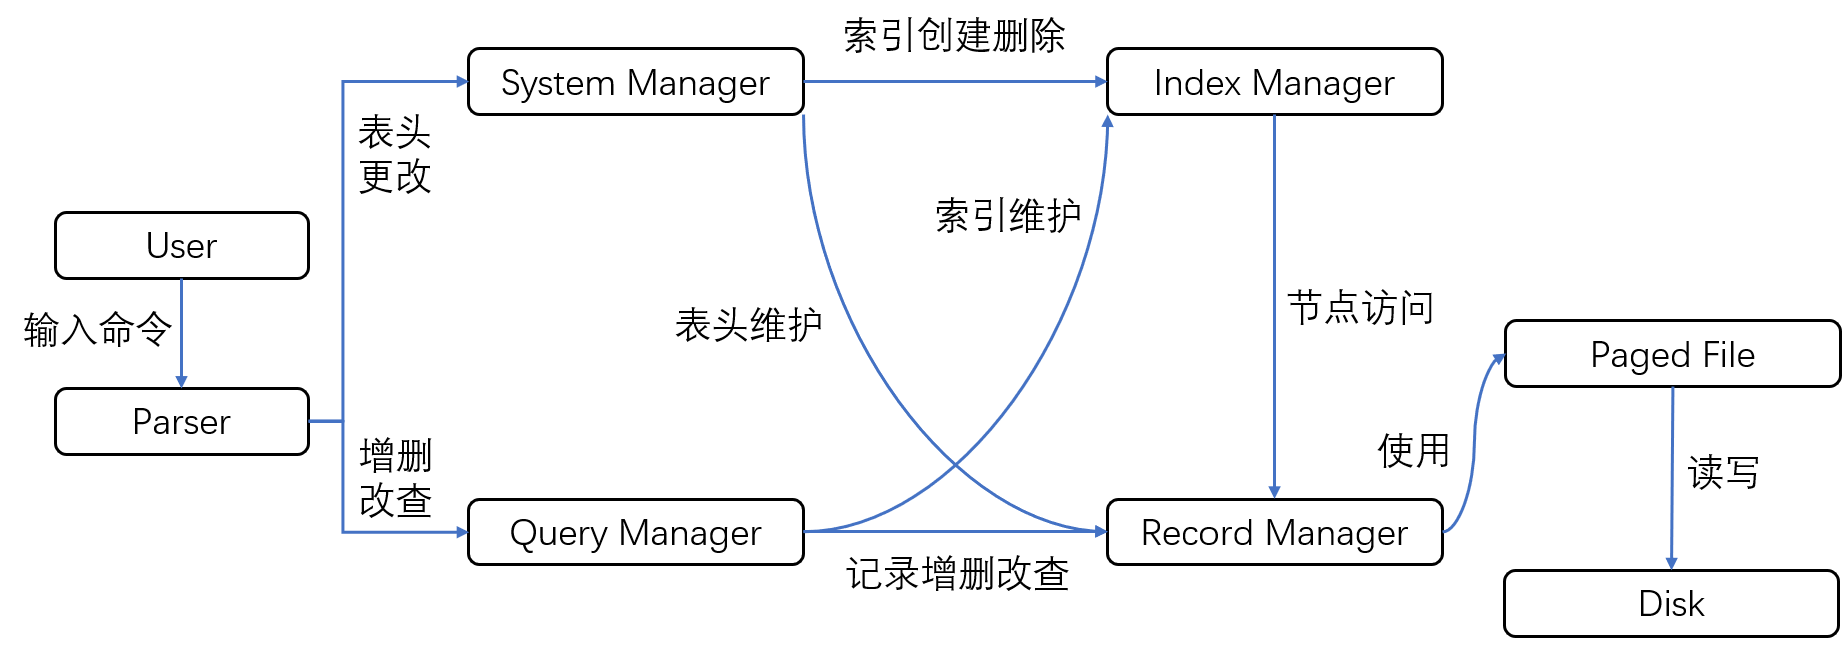 索引创建删除
System Manager
Index Manager
表头
更改
User
索引维护
输入命令
表头维护
节点访问
Paged File
Parser
增删
改查
使用
读写
Query Manager
Record Manager
记录增删改查
Disk